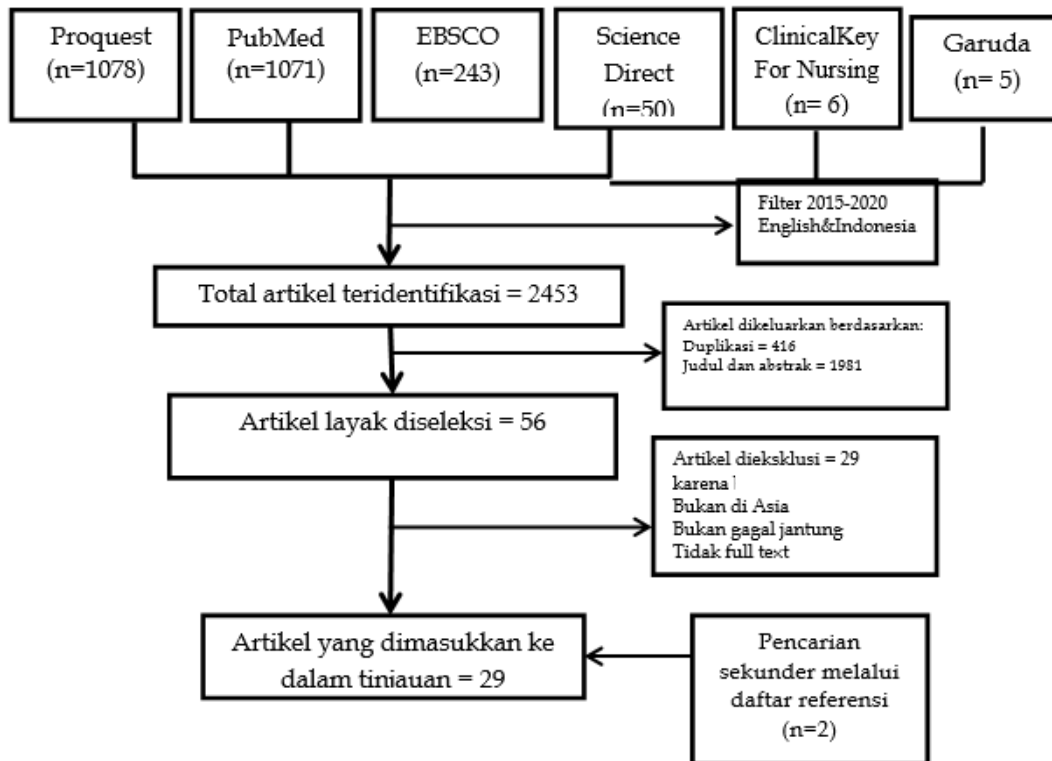 Proquest
(n=1078)
PubMed
(n=1071)
EBSCO
(n=243)
Science
Direct
(n=50)
ClinicalKey
For Nursing
(n= 6)
Garuda
(n= 5)
Filter 2015-2020
English&Indonesia
Total artikel teridentifikasi = 2453
Artikel dikeluarkan berdasarkan:
Duplikasi = 416
Judul dan abstrak = 1981
Artikel layak diseleksi = 56
Artikel dieksklusi = 29
karena
Bukan di Asia
Bukan gagal jantung
Tidak full text
Artikel yang dimasukkan ke
dalam tinjauan = 29
Pencarian
sekunder melalui
daftar referensi
(n=2)